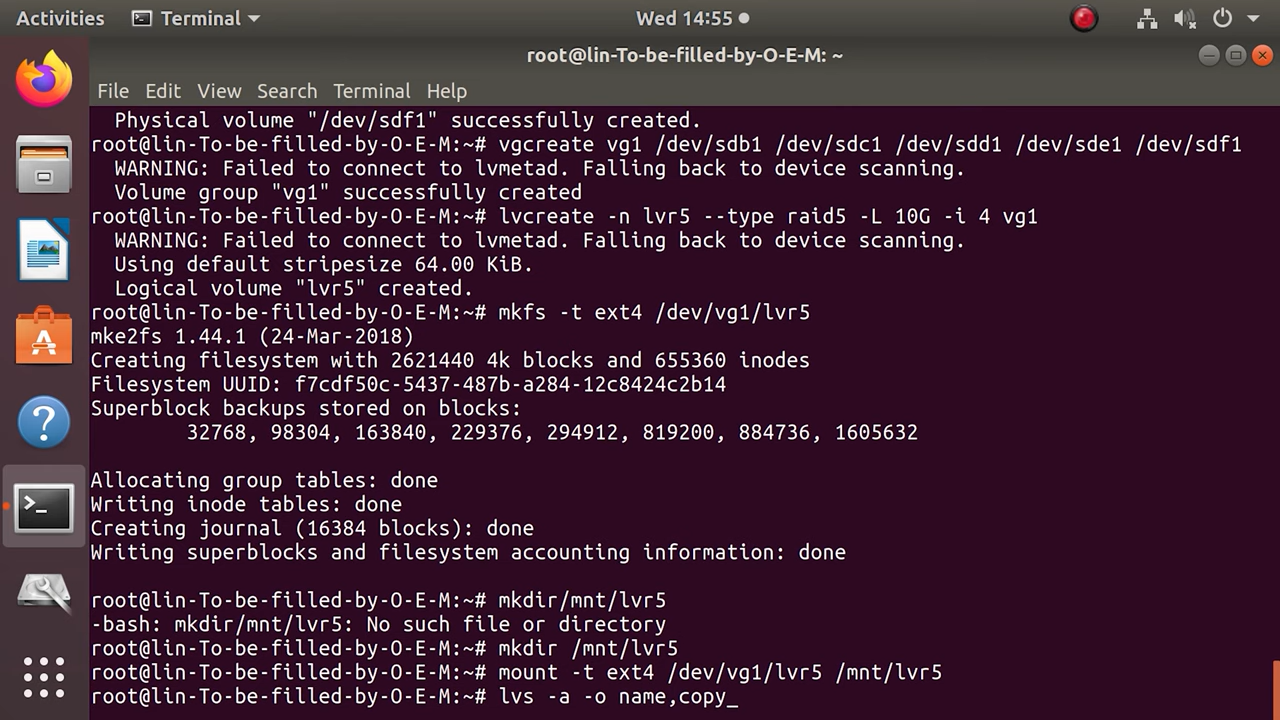 Activities Terminal Wed 14:55
root@lin-To-be-filled-by-O-E-M: ~
File Edit View Search Terminal Help
Physical volume "/dev/sdf1" successfully created.
root@lin-To-be-filled-by-O-E-M:~# vgcreate vg1 /dev/sdb1 /dev/sdc1 /dev/sdd1 /dev/sde1 /dev/sdf1
WARNING: Failed to connect to lvmetad. Falling back to device scanning.
Volume group "vg1" successfully created
root@lin-To-be-filled-by-O-E-M:~# lvcreate -n lvr5 --type raid5 -L 10G -i 4 vg1
WARNING: Failed to connect to lvmetad. Falling back to device scanning.
Using default stripesize 64.00 KiB.
Logical volume "lvr5" created.
root@lin-To-be-filled-by-O-E-M:~# mkfs -t ext4 /dev/vg1/lvr5
mke2fs 1.44.1 (24-Mar-2018)
Creating filesystem with 2621440 4k blocks and 655360 inodes
Filesystem UUID: f7cdf50c-5437-487b-a284-12c8424c2b14
Superblock backups stored on blocks:
32768, 98304, 163840, 229376, 294912, 819200, 884736, 1605632
Allocating group tables: done
Writing inode tables: done
Creating journal (16384 blocks): done
Writing superblocks and filesystem accounting information: done
root@lin-To-be-filled-by-O-E-M:~# mkdir/mnt/lvr5
-bash: mkdir/mnt/lvr5: No such file or directory
root@lin-To-be-filled-by-O-E-M:~# mkdir /mnt/lvr5
root@lin-To-be-filled-by-O-E-M:~# mount -t ext4 /dev/vg1/lvr5 /mnt/lvr5
root@lin-To-be-filled-by-O-E-M:~# lvs -a -o name,copy_